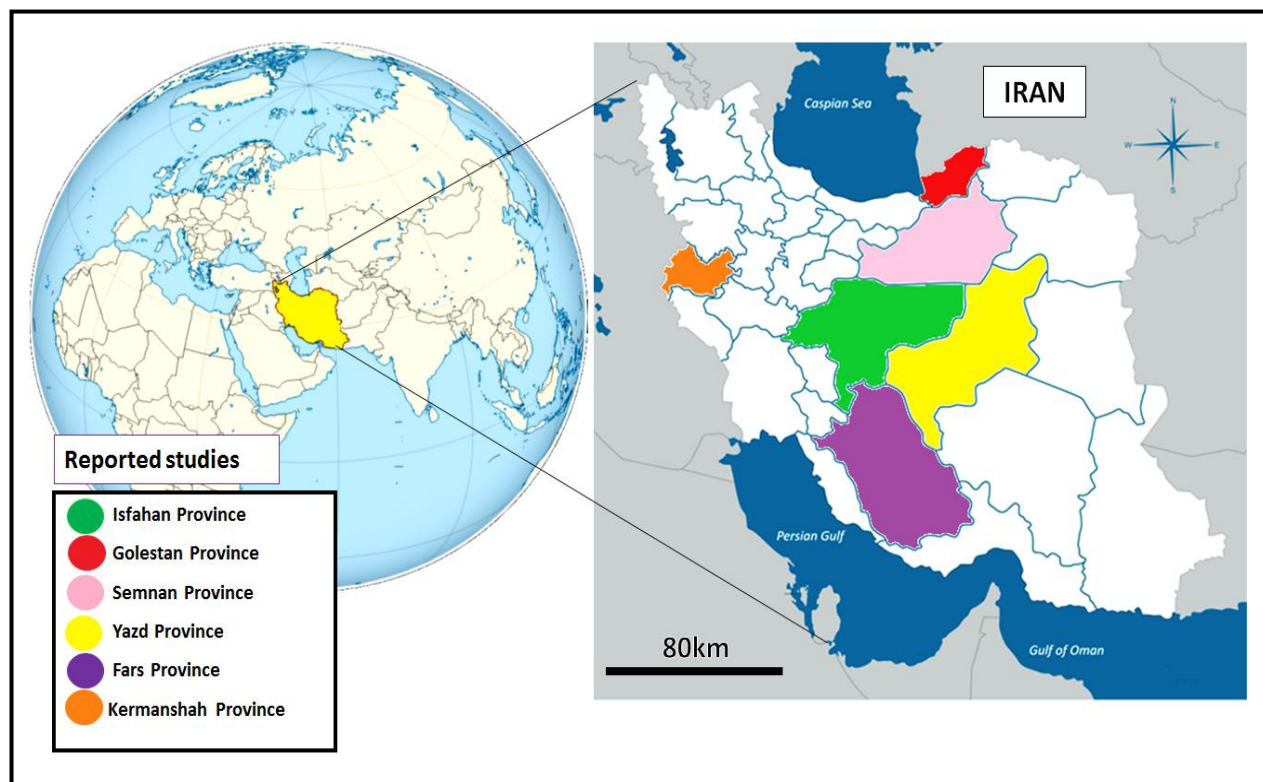 IRAN
Caspian Sea
N
W
E
S
Reported studies
Isfahan Province
Golestan Province
Semnan Province
Yazd Province
Fars Province
Kermanshah Province
Persian Gulf
80km
Gulf of Oman